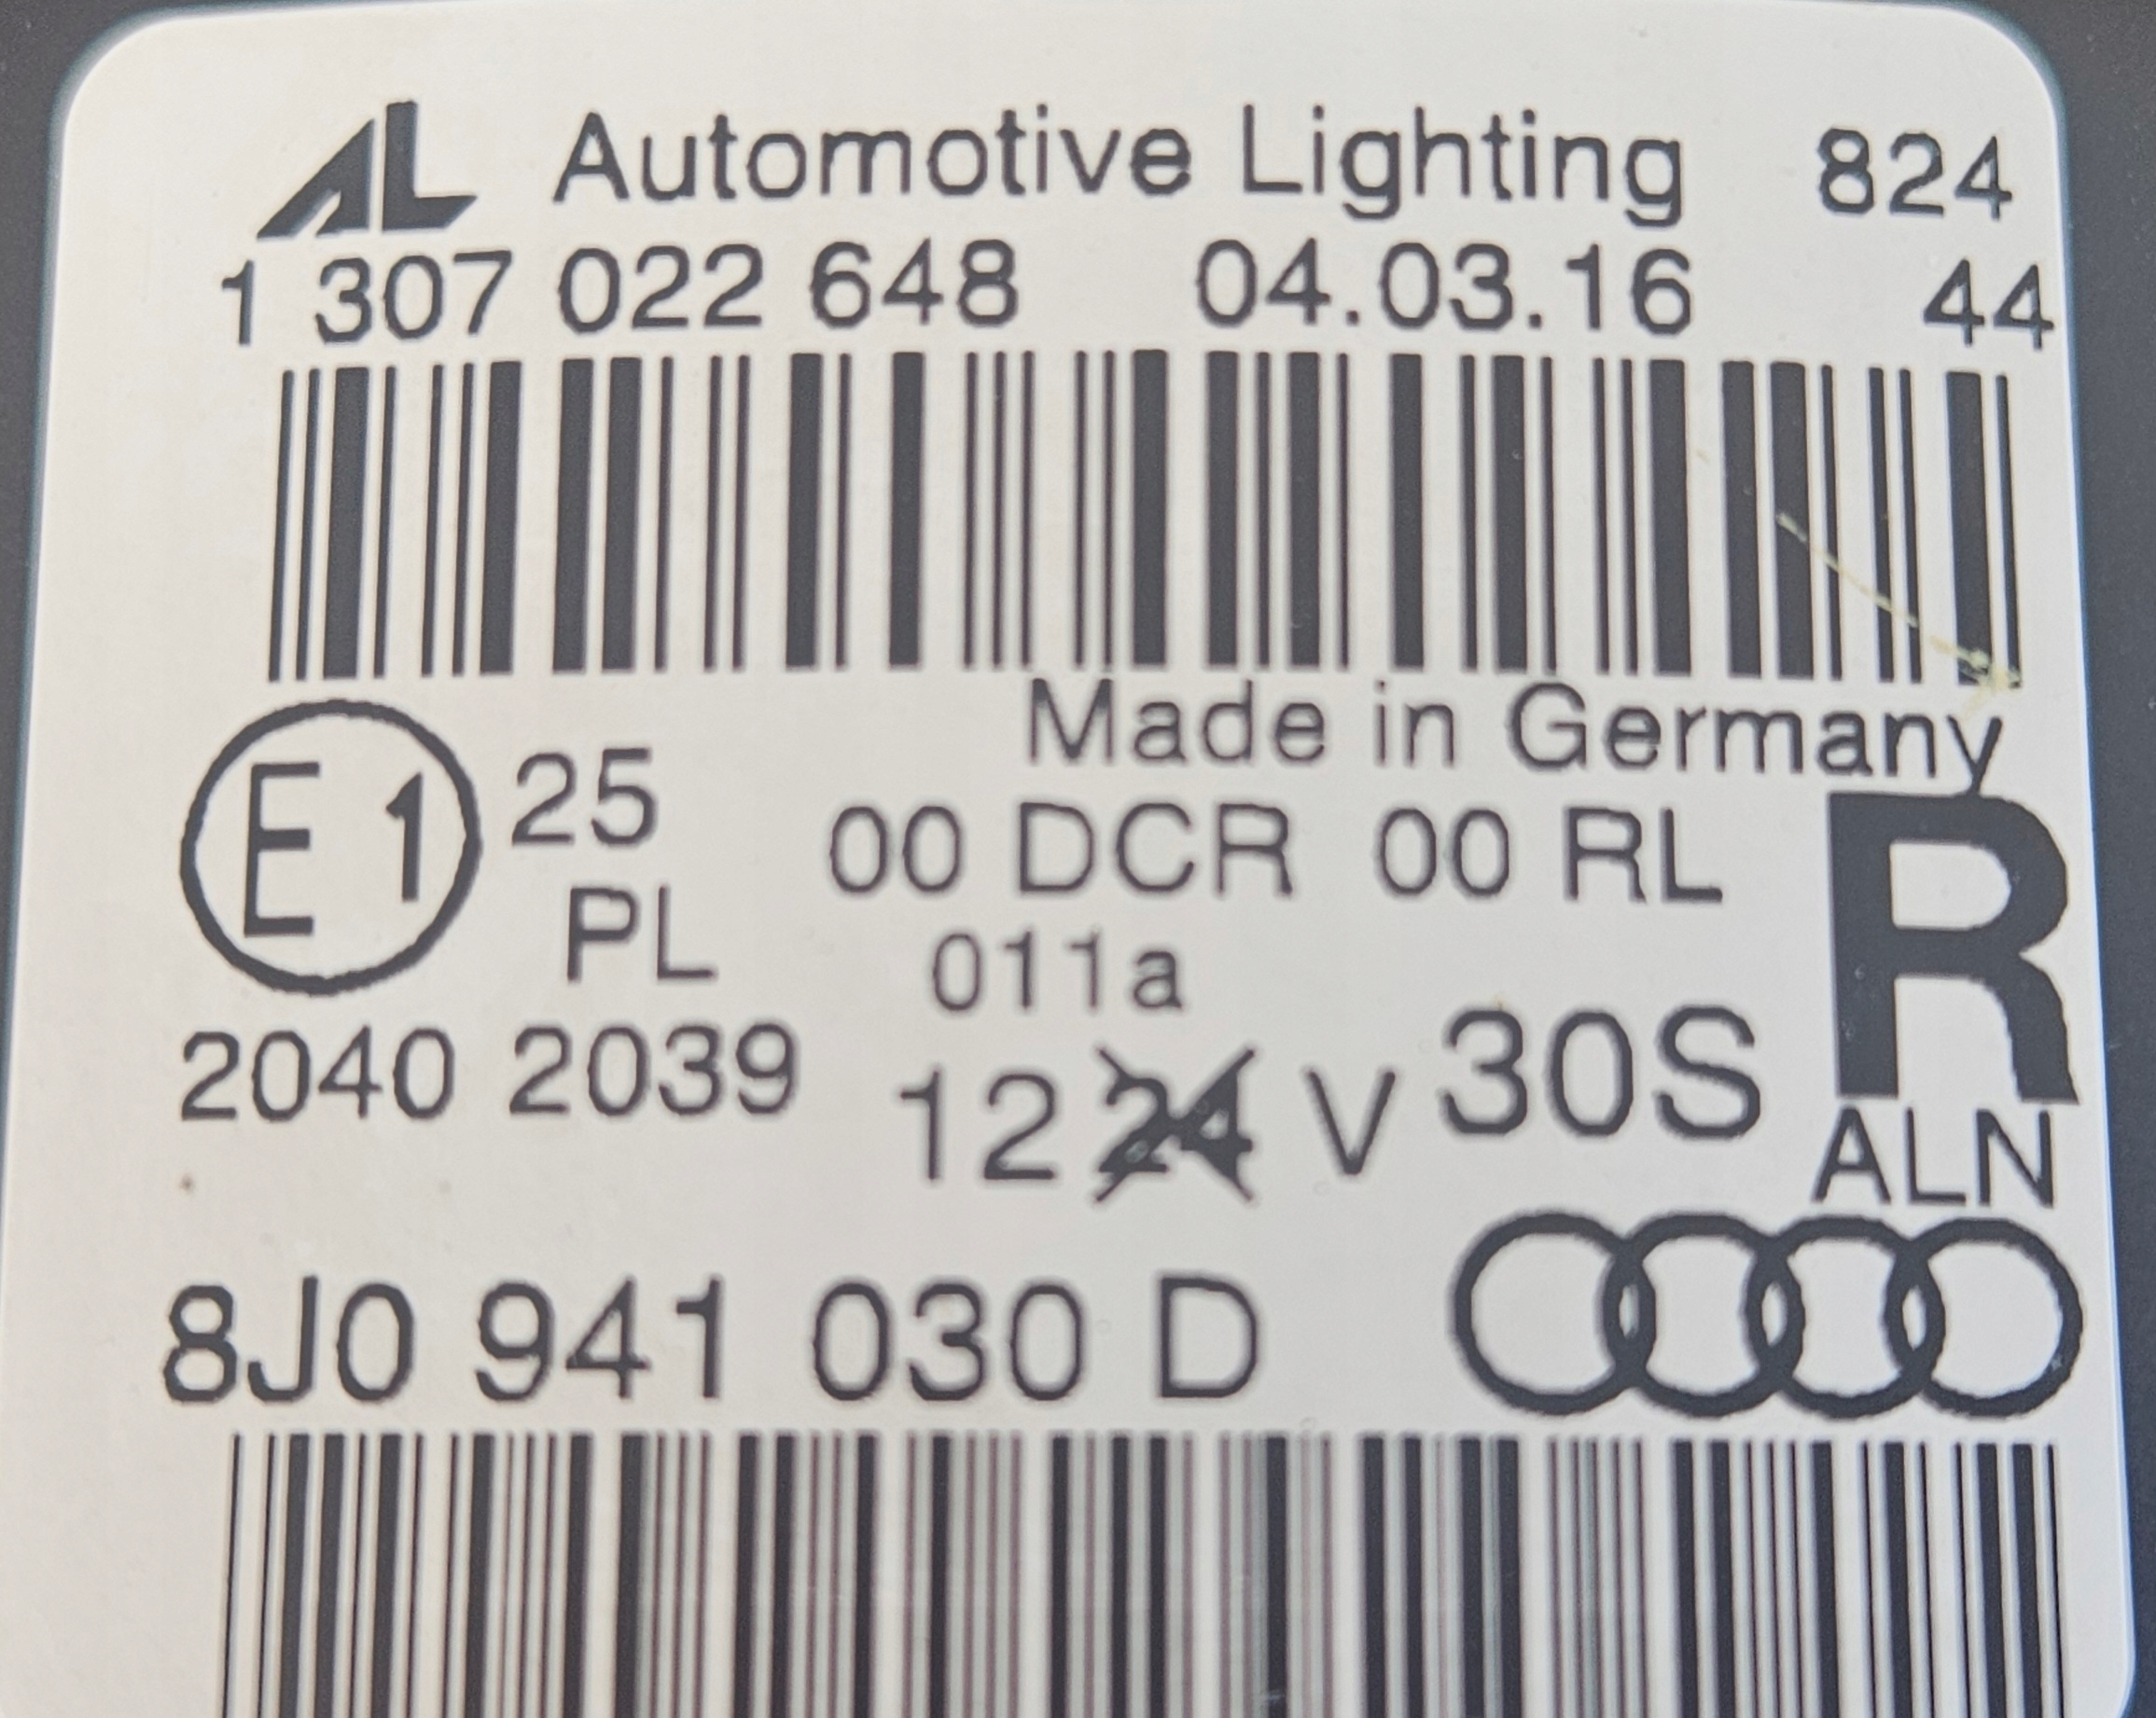 AL Automotive Lighting 824
1 307 022 648 04.03.16 44
Made in Germany
E1 25 00 DCR 00 RL R
PL 011a
2040 2039 12 24 V 30S
ALN
8J0 941 030 D